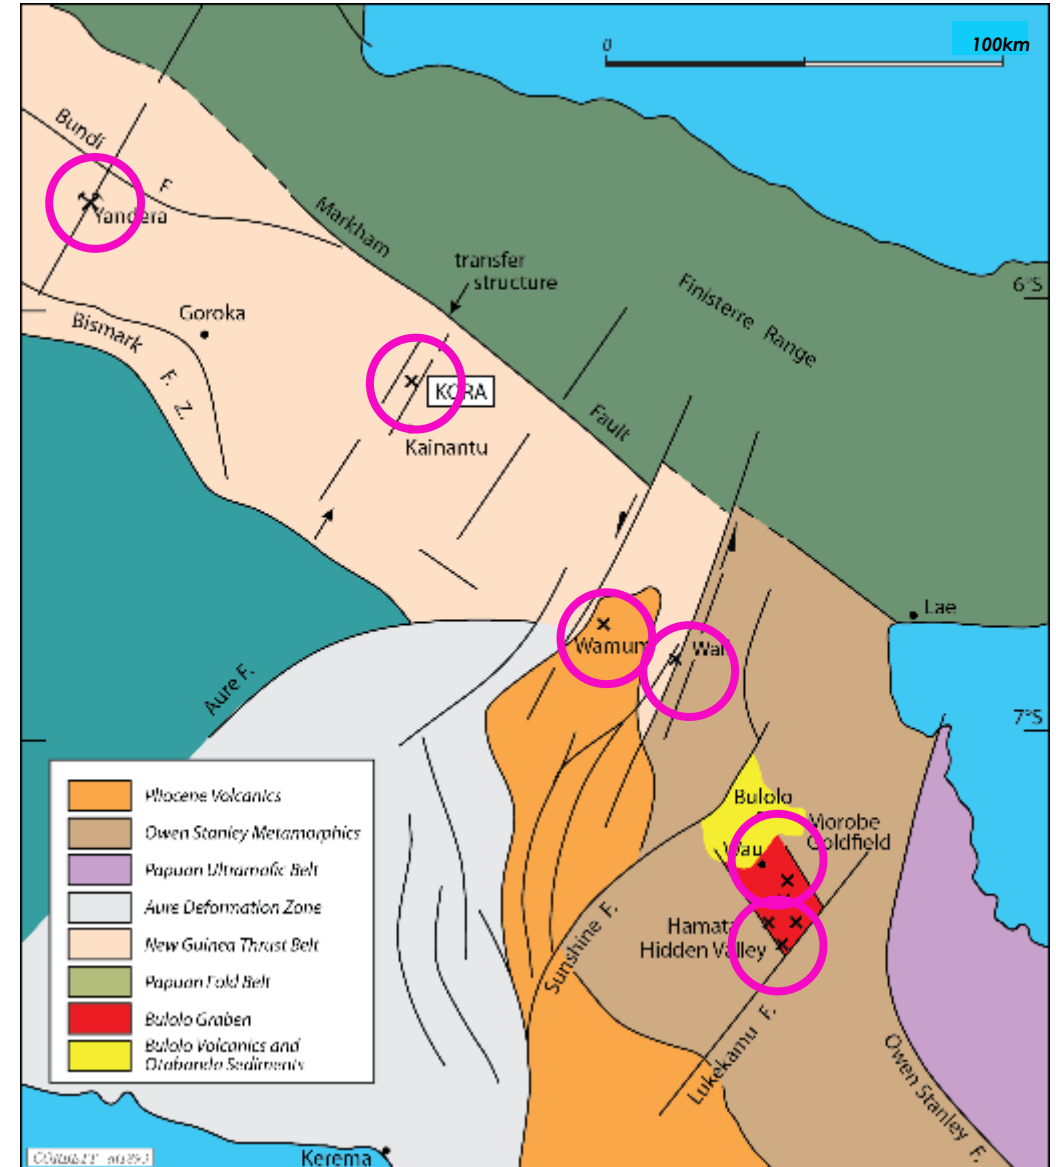 0
100km
Bundi
F.
Yandera
Markham
transfer
structure
Finisterre Range
6°S
Goroka
Bismark
F. Z.
KORA
Fault
Kainantu
Lae
Wamum
Waf
Aure F.
7°S
Pliocene Volcanics
Owen Stanley Metamorphics
Papuan Ultramafic Belt
Aure Deformation Zone
New Guinea Thrust Belt
Papuan Fold Belt
Bulolo Graben
Bulolo Volcanics and
Otabanda Sediments
Bulolo
Morobe
Goldfield
Wau
Sunshine F.
Hamata
Hidden Valley
Lukekamu F.
Owen Stanley F.
Kerema